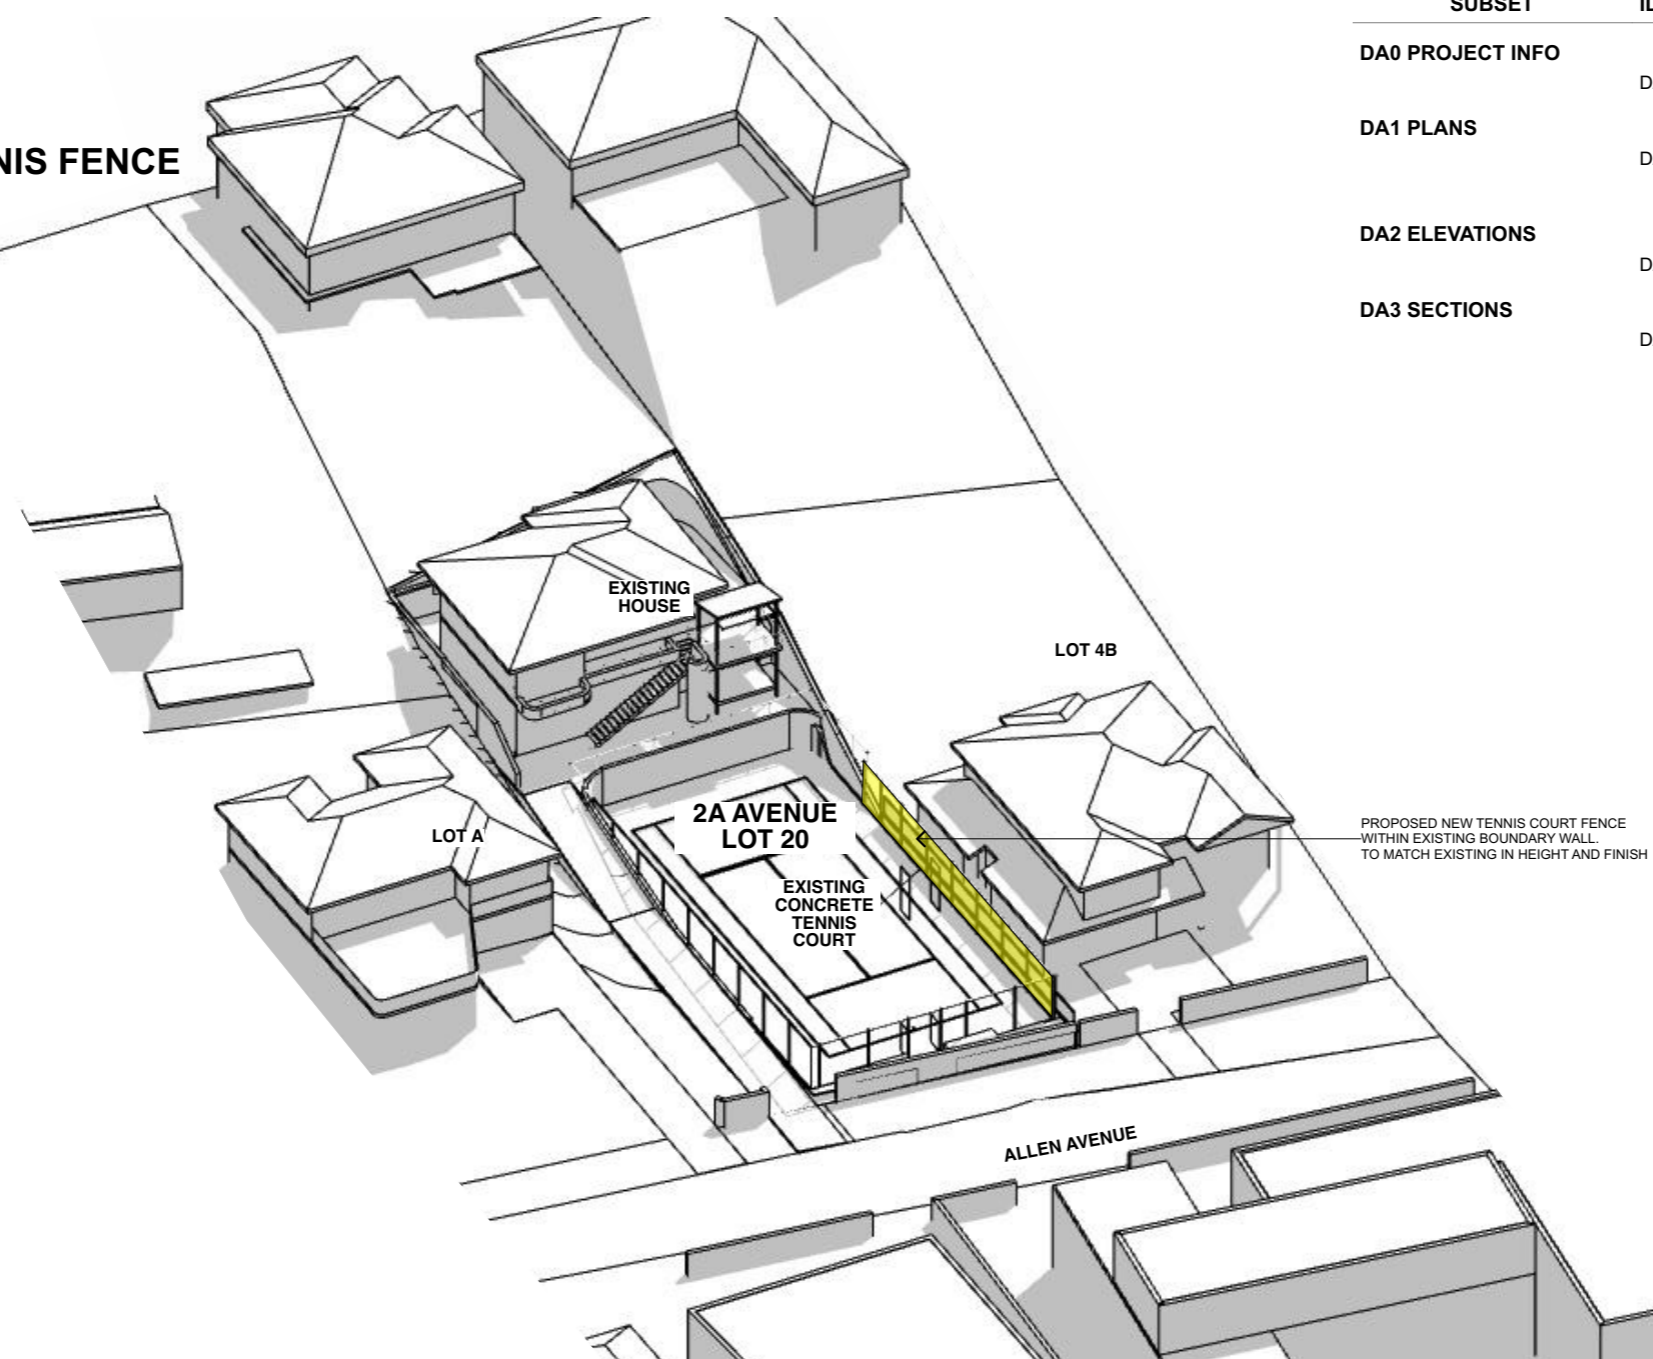 SUBSET
DA0 PROJECT INFO
D
DA1 PLANS
D
NIS FENCE
DA2 ELEVATIONS
D
DA3 SECTIONS
D
EXISTING
HOUSE
LOT 4B
2A AVENUE
LOT 20
LOT A
PROPOSED NEW TENNIS COURT FENCE
WITHIN EXISTING BOUNDARY WALL.
TO MATCH EXISTING IN HEIGHT AND FINISH
EXISTING
CONCRETE
TENNIS
COURT
ALLEN AVENUE